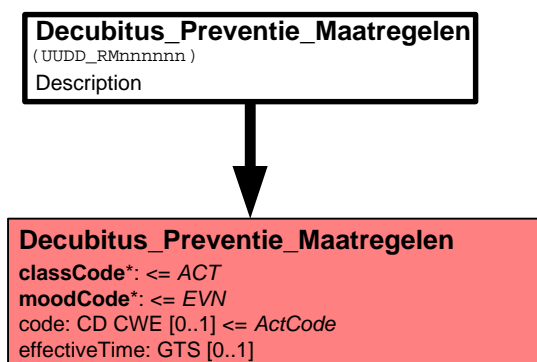 Decubitus_Preventie_Maatregelen
(UUDD_RMnnnnnn)
Description
Decubitus_Preventie_Maatregelen
classCode*: <= ACT
moodCode*: <= EVN
code: CD CWE [0..1] <= ActCode
effectiveTime: GTS [0..1]